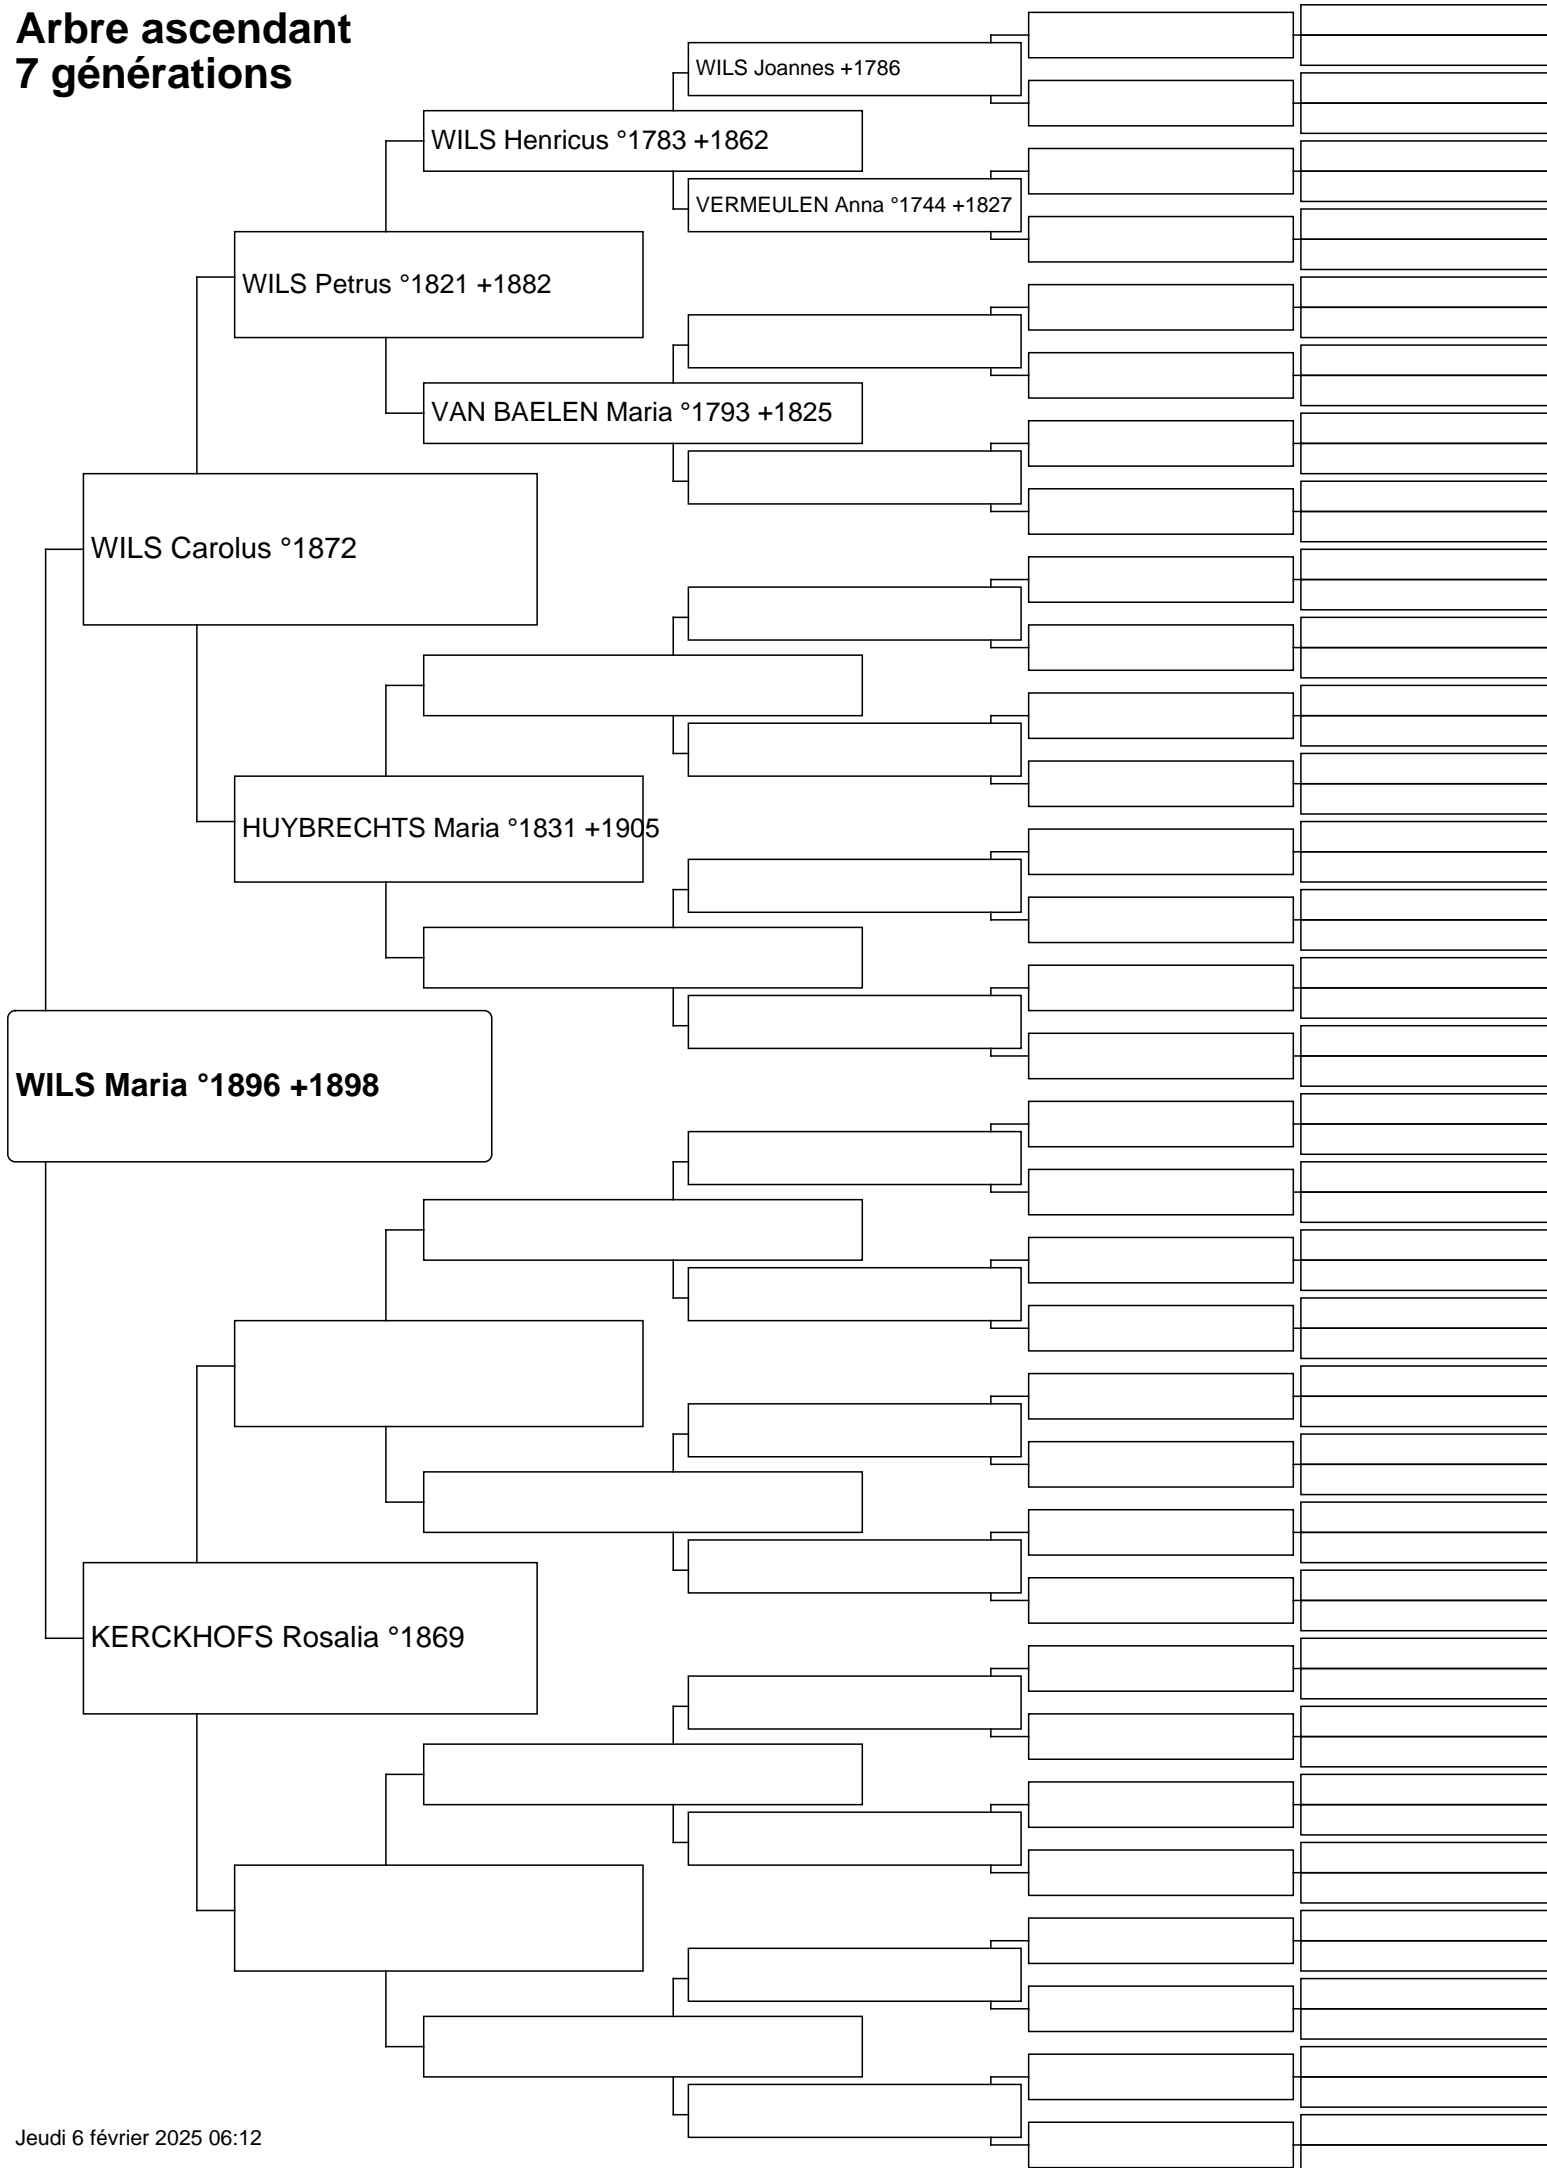 Arbre ascendant
7 générations
WILS Joannes +1786
WILS Henricus °1783 +1862
VERMEULEN Anna °1744 +1827
WILS Petrus °1821 +1882
VAN BAELEN Maria °1793 +1825
WILS Carolus °1872
HUYBRECHTS Maria °1831 +1905
WILS Maria °1896 +1898
KERCKHOFS Rosalia °1869
Jeudi 6 février 2025 06:12